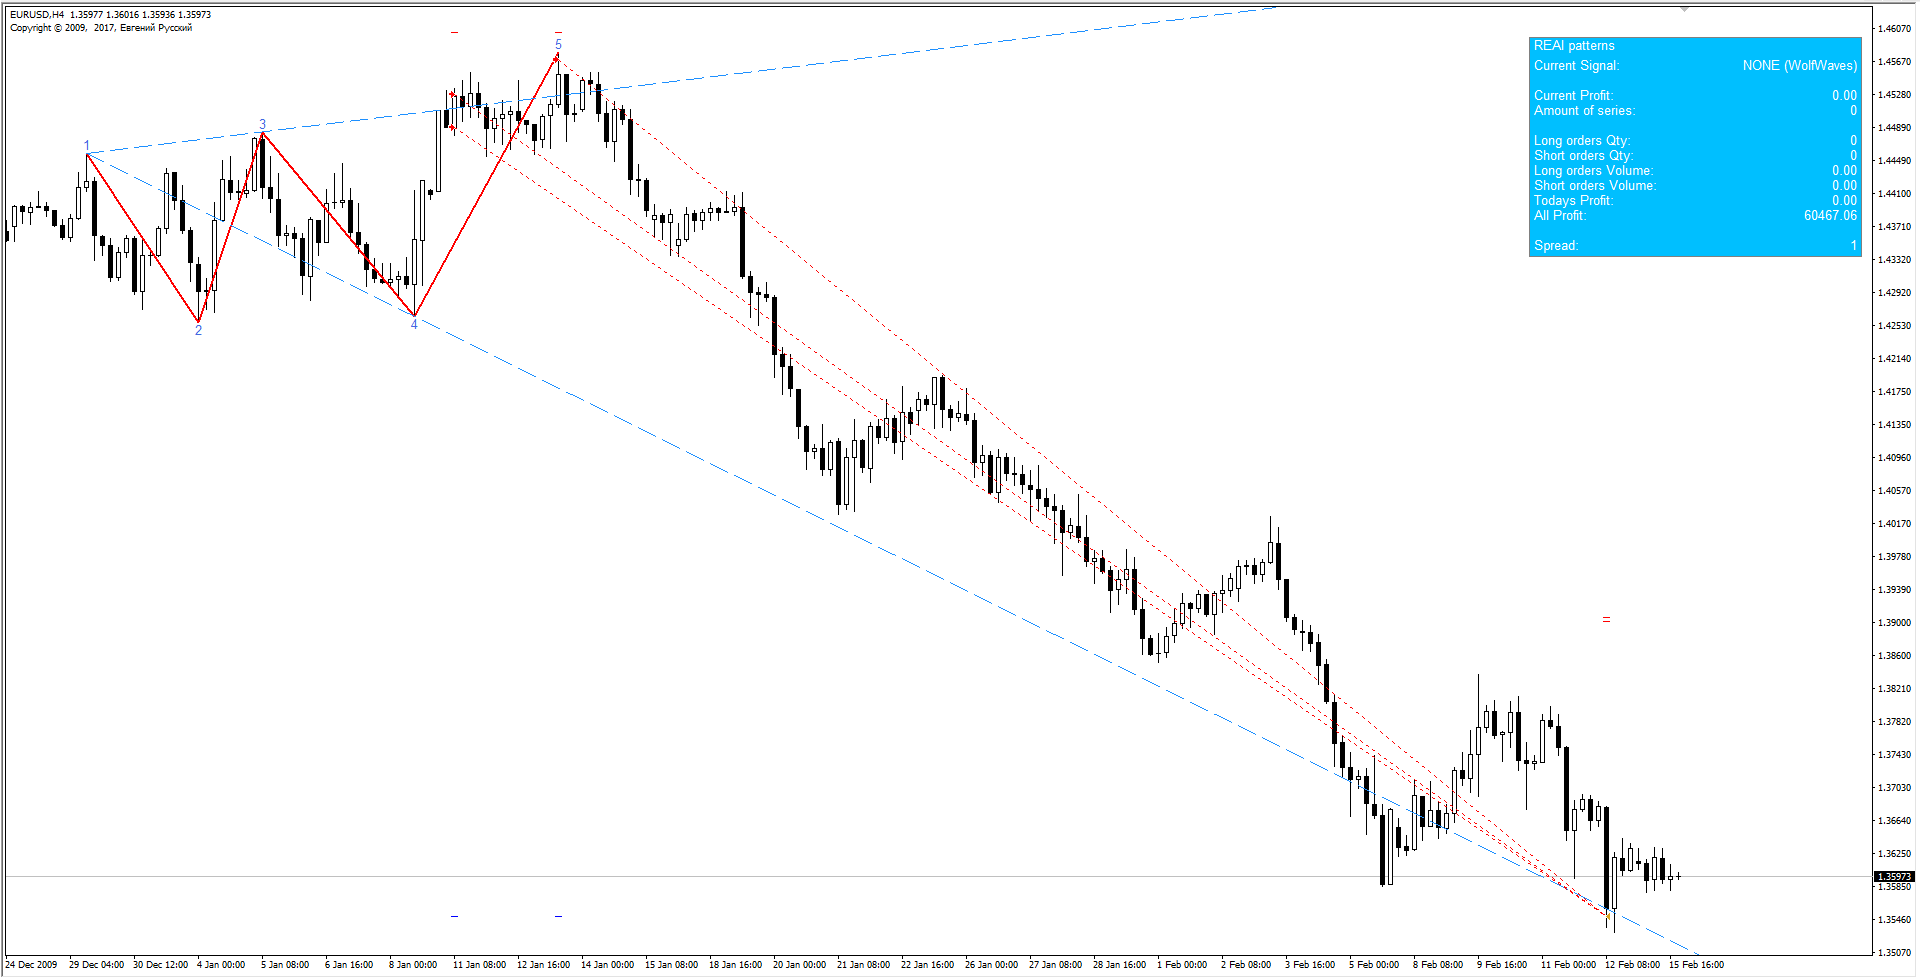 EURUSD,H4 1.35977 1.36016 1.35936 1.35973
Copyright © 2009, 2017, Евгений Русский
REAI patterns
Current Signal: NONE (WolfWaves)
Current Profit: 0.00
Amount of series: 0
Long orders Qty: 0
Short orders Qty: 0
Long orders Volume: 0.00
Short orders Volume: 0.00
Todays Profit: 0.00
All Profit: 60467.06
Spread: 1
1
2
3
4
5
1.46070
1.45670
1.45280
1.44890
1.44490
1.44100
1.43710
1.43320
1.42920
1.42530
1.42140
1.41750
1.41350
1.40960
1.40570
1.40170
1.39780
1.39390
1.39000
1.38600
1.38210
1.37820
1.37430
1.37030
1.36640
1.36250
1.35973
1.35850
1.35460
1.35070
24 Dec 2009 29 Dec 04:00 30 Dec 12:00 4 Jan 00:00 5 Jan 08:00 6 Jan 16:00 8 Jan 00:00 11 Jan 08:00 12 Jan 16:00 14 Jan 00:00 15 Jan 08:00 18 Jan 16:00 20 Jan 00:00 21 Jan 08:00 22 Jan 16:00 26 Jan 00:00 27 Jan 08:00 28 Jan 16:00 1 Feb 00:00 2 Feb 08:00 3 Feb 16:00 5 Feb 00:00 8 Feb 08:00 9 Feb 16:00 11 Feb 00:00 12 Feb 08:00 15 Feb 16:00